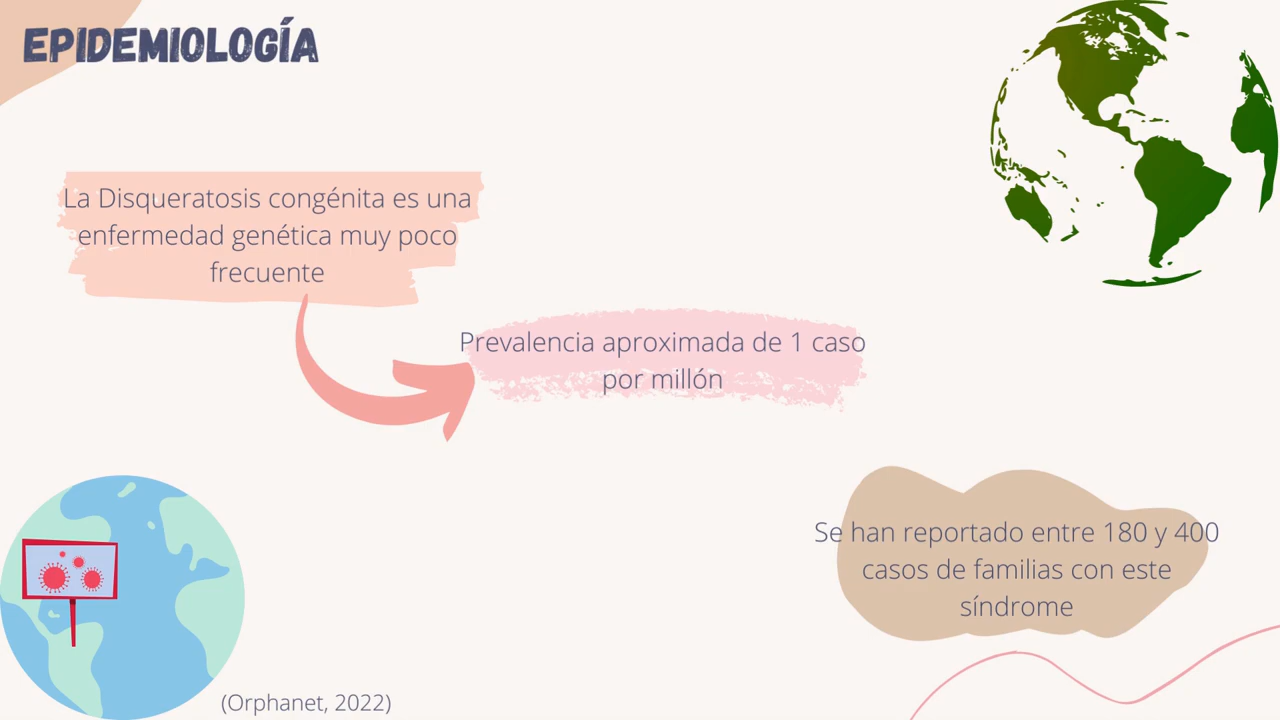 EPIDEMIOLOGÍA
La Disqueratosis congénita es una
enfermedad genética muy poco
frecuente
Prevalencia aproximada de 1 caso
por millón
Se han reportado entre 180 y 400
casos de familias con este
síndrome
(Orphanet, 2022)